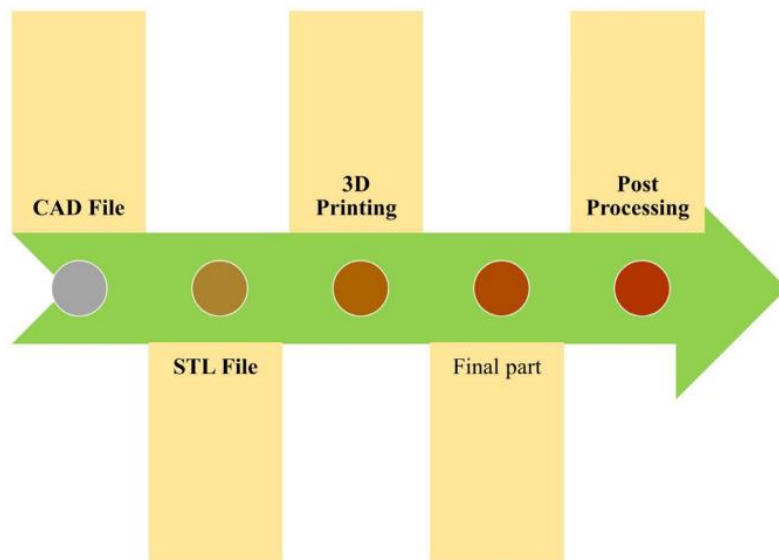 CAD File
STL File
3D
Printing
Final part
Post
Processing